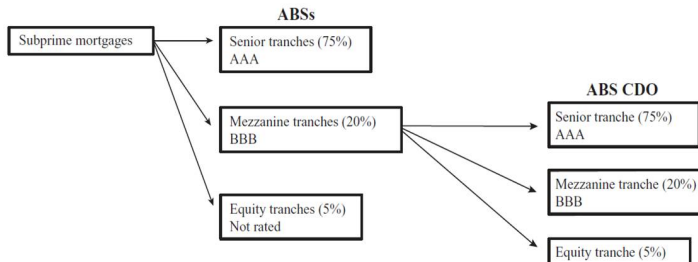 ABSs
Subprime mortgages
Senior tranches (75%)
AAA
Mezzanine tranches (20%)
BBB
Equity tranches (5%)
Not rated
ABS CDO
Senior tranche (75%)
AAA
Mezzanine tranche (20%)
BBB
Equity tranche (5%)